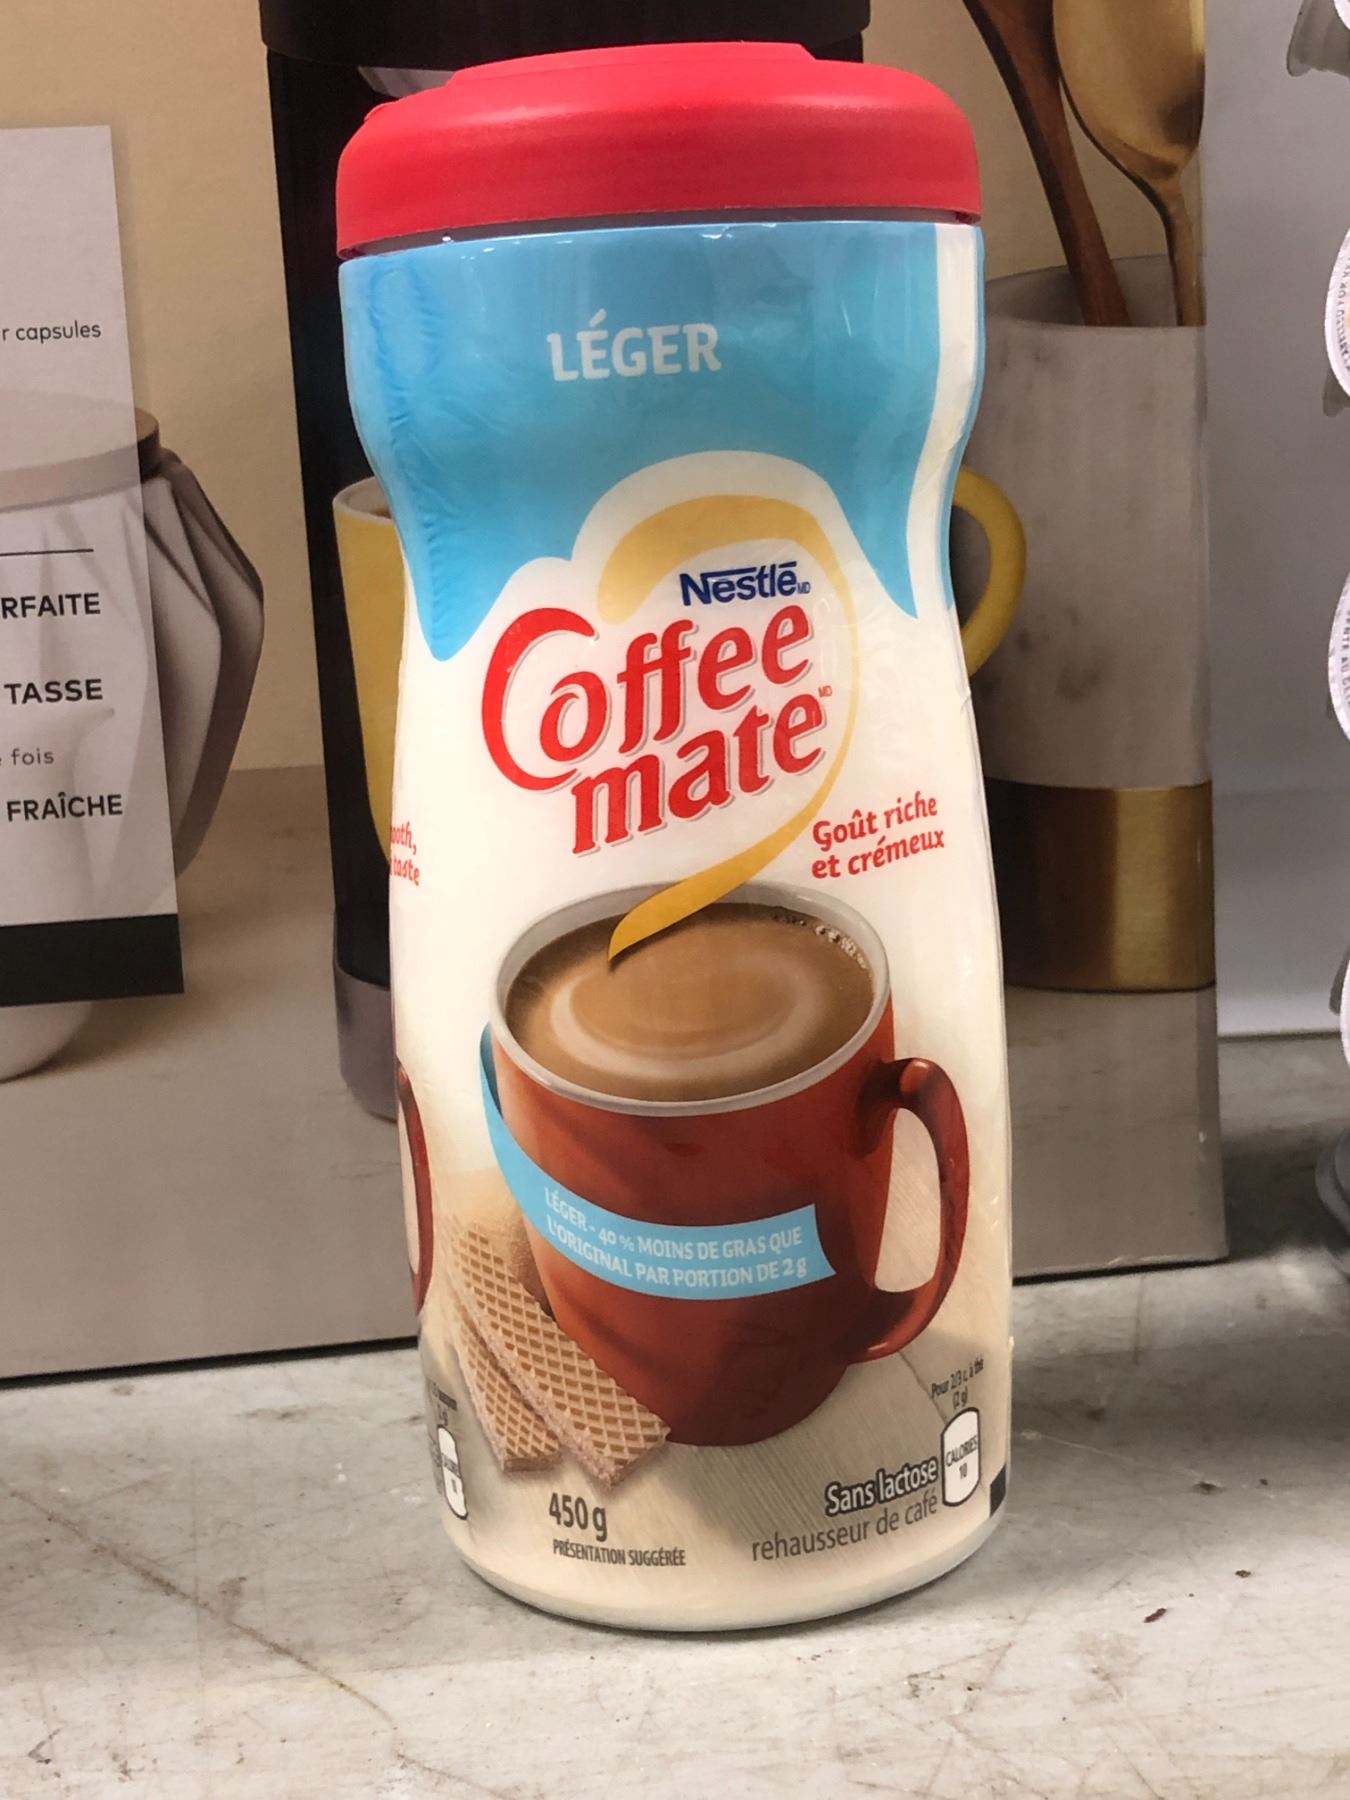 LÉGER
Nestlé MD
Coffee
mate MD
Goût riche
et crémeux
taste
LÉGER - 40 % MOINS DE GRAS QUE
L'ORIGINAL PAR PORTION DE 2 g
Pour 2/3 c. à thé
(2 g)
CALORIES
10
Sans lactose
rehausseur de café
450 g
PRÉSENTATION SUGGÉRÉE
r capsules
RFAITE
TASSE
fois
FRAÎCHE